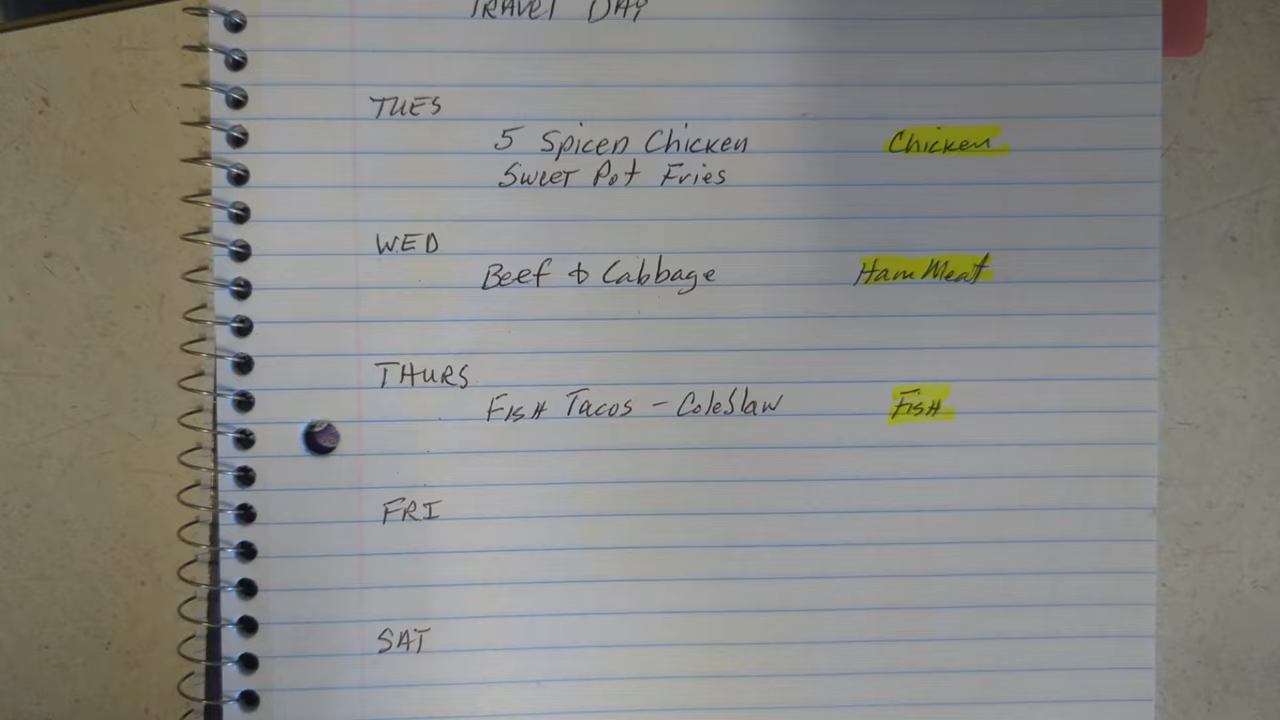 TRAVEL DAY
TUES
5 Spicen Chicken Chicken
Sweet Pot Fries
WED
Beef & Cabbage Ham Meat
THURS
Fish Tacos - ColeSlaw Fish
FRI
SAT